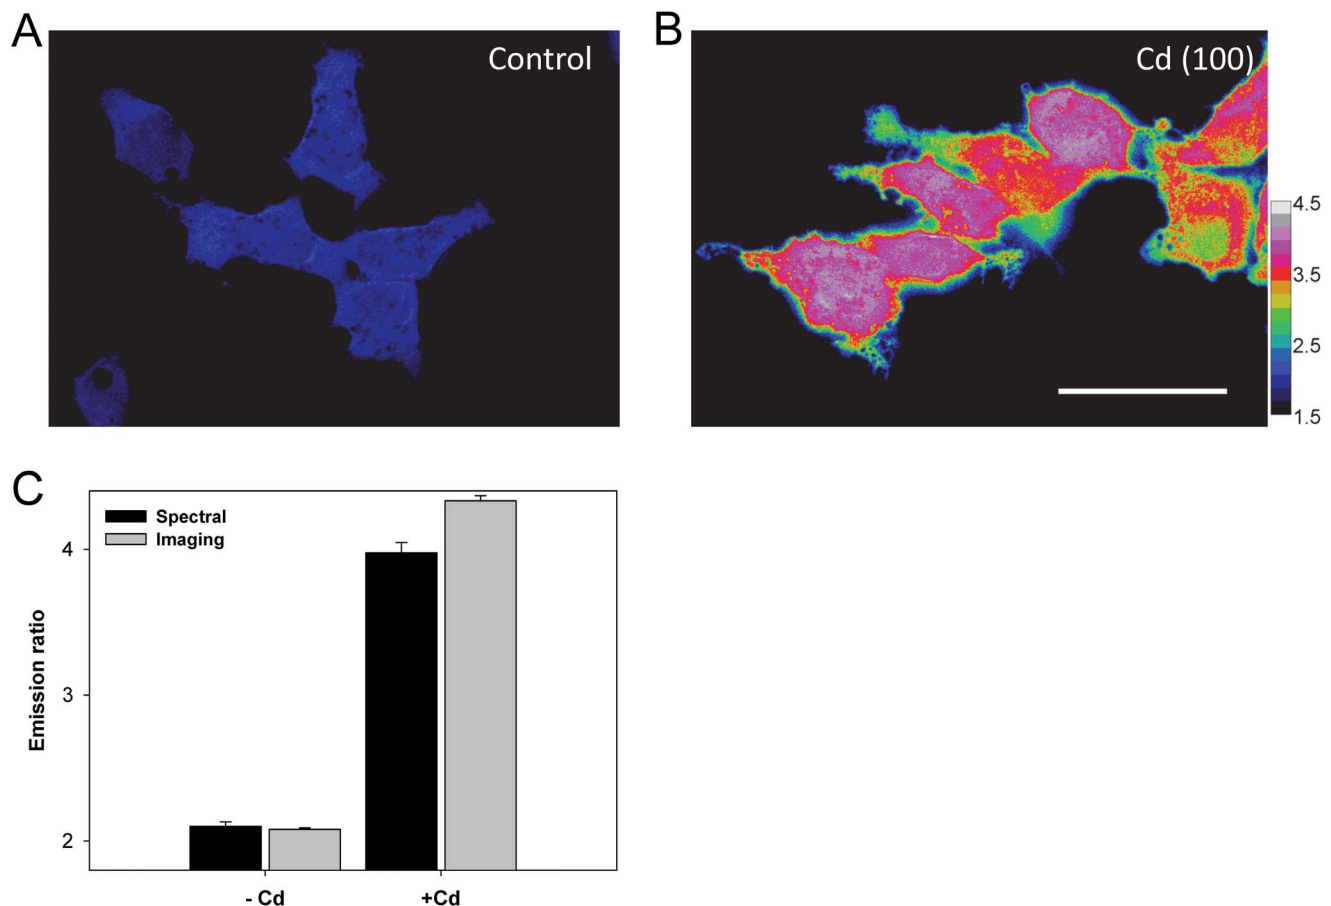 A
Control
B
Cd (100)
4.5
3.5
2.5
1.5
C
Spectral
Imaging
4
3
2
Emission ratio
- Cd
+Cd